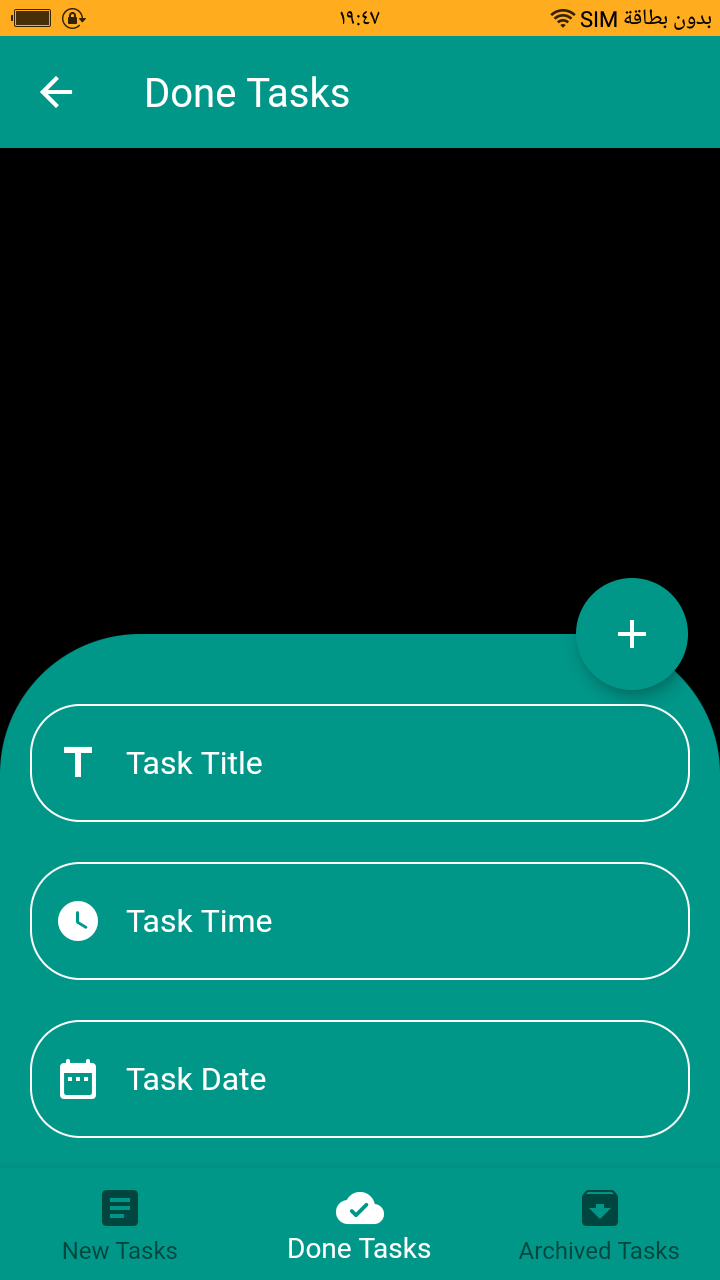 ١٩:٤٧
بدون بطاقة SIM
Done Tasks
Task Title
Task Time
Task Date
New Tasks
Done Tasks
Archived Tasks